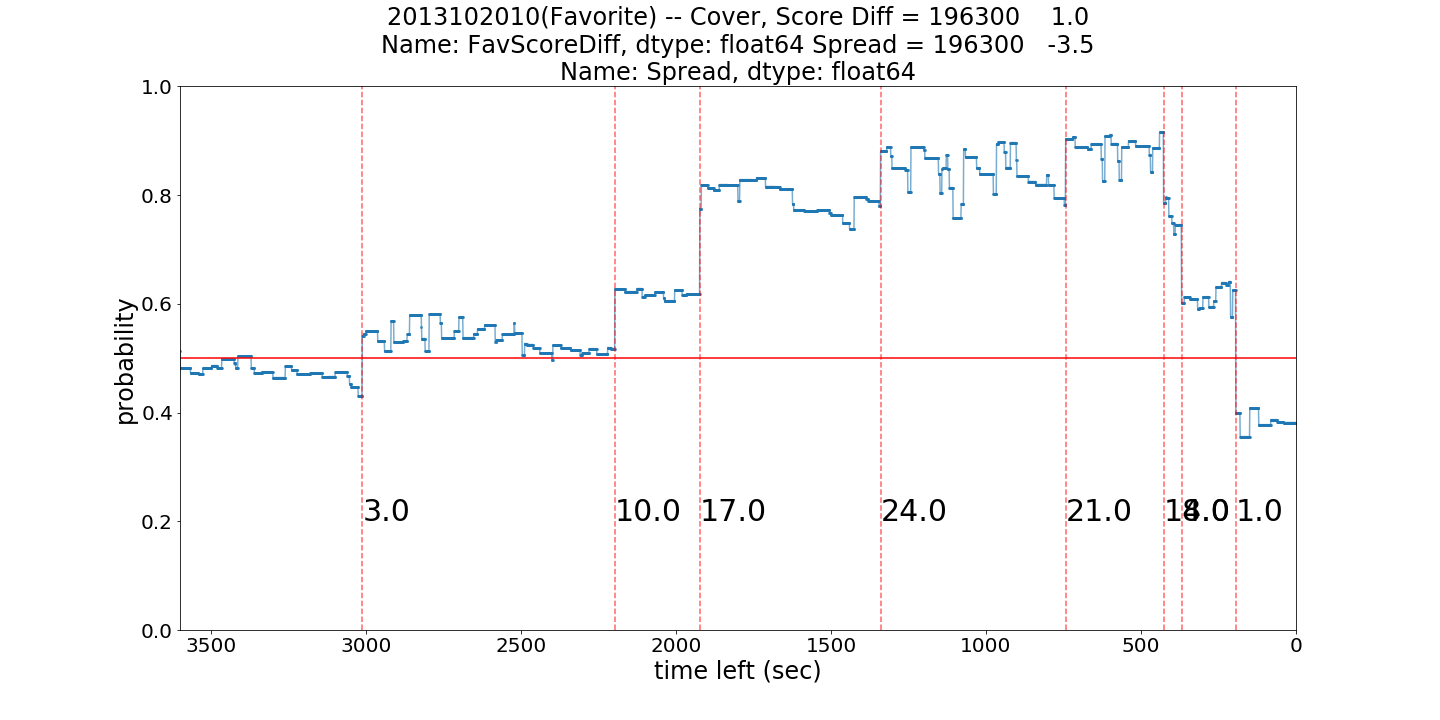 2013102010(Favorite) -- Cover, Score Diff = 196300    1.0
Name: FavScoreDiff, dtype: float64 Spread = 196300   -3.5
Name: Spread, dtype: float64
1.0
0.8
0.6
0.4
0.2
0.0
probability
3.0
10.0
17.0
24.0
21.0
1.0
3500 3000 2500 2000 1500 1000 500 0
time left (sec)